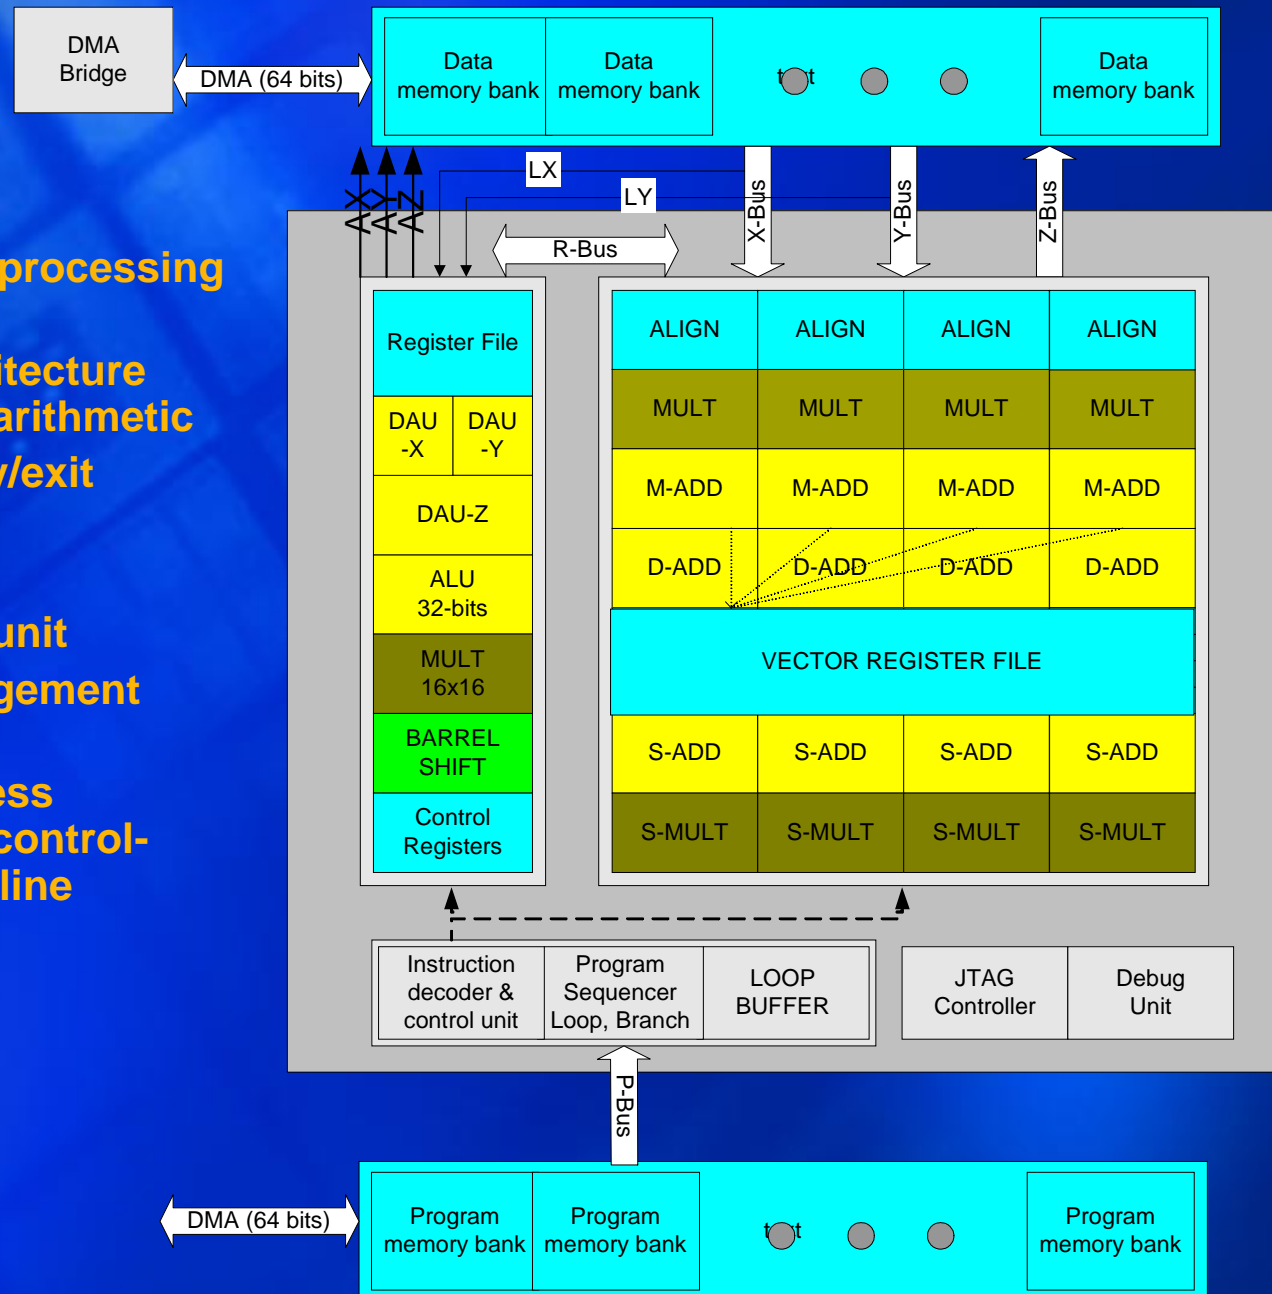 DMA
Bridge
DMA (64 bits)
Data
memory bank
Data
memory bank
text
Data
memory bank
LX
LY
AX
AY
AZ
X-Bus
Y-Bus
Z-Bus
R-Bus
processing
itecture
arithmetic
y/exit
unit
gement
ess
control-
line
Register File
DAU
-X
DAU
-Y
DAU-Z
ALU
32-bits
MULT
16x16
BARREL
SHIFT
Control
Registers
ALIGN ALIGN ALIGN ALIGN
MULT MULT MULT MULT
M-ADD M-ADD M-ADD M-ADD
D-ADD D-ADD D-ADD D-ADD
VECTOR REGISTER FILE
S-ADD S-ADD S-ADD S-ADD
S-MULT S-MULT S-MULT S-MULT
Instruction
decoder &
control unit
Program
Sequencer
Loop, Branch
LOOP
BUFFER
JTAG
Controller
Debug
Unit
P-Bus
DMA (64 bits)
Program
memory bank
Program
memory bank
text
Program
memory bank